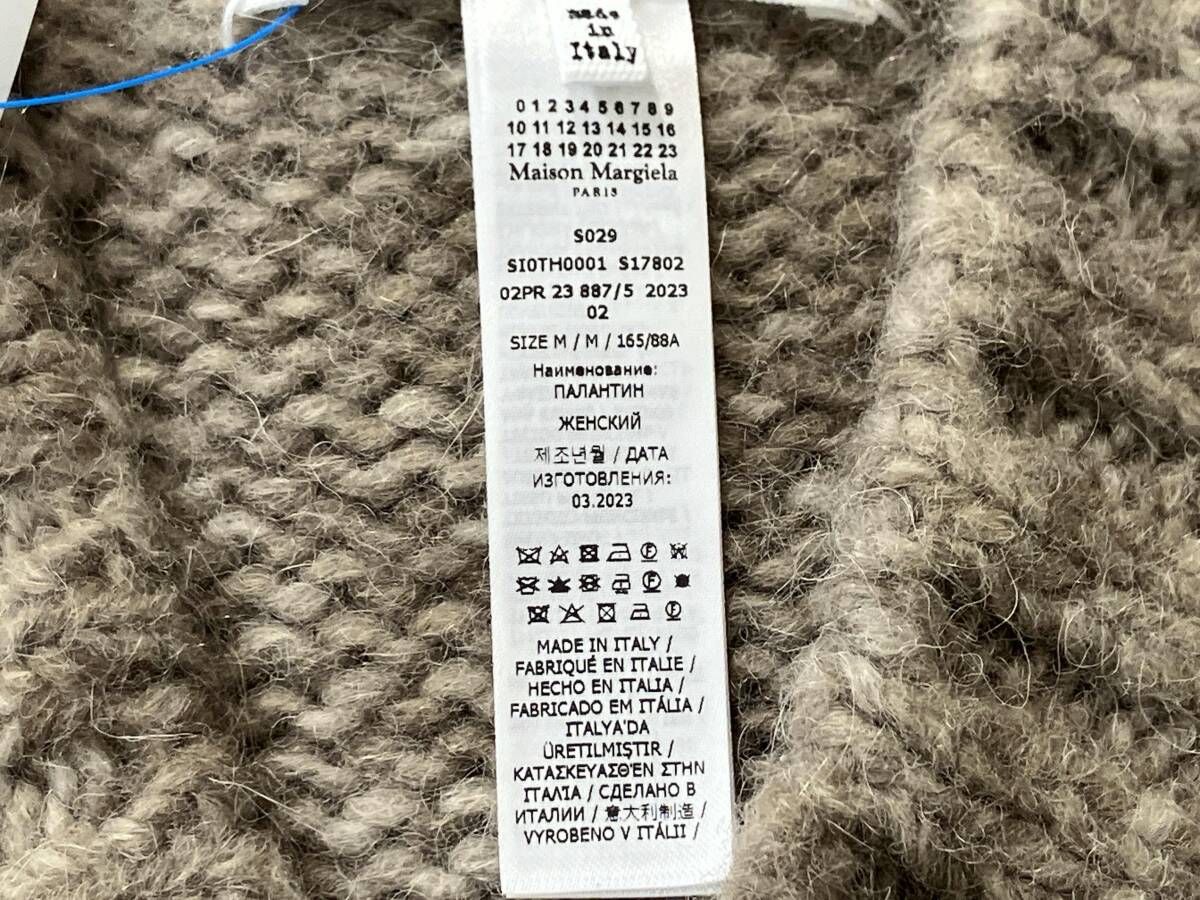 made
in
Italy
0 1 2 3 4 5 6 7 8 9
10 11 12 13 14 15 16
17 18 19 20 21 22 23
Maison Margiela
PARIS
S029
SI0TH0001 S17802
02PR 23 887/5 2023
02
SIZE M / M / 165/88A
Наименование:
ПАЛАНТИН
ЖЕНСКИЙ
제조년월 / ДАТА
ИЗГОТОВЛЕНИЯ:
03.2023
MADE IN ITALY /
FABRIQUÉ EN ITALIE /
HECHO EN ITALIA /
FABRICADO EM ITÁLIA /
ITALYA'DA
ÜRETILMIŞTIR /
ΚΑΤΑΣΚΕΥΑΣΘΈΝ ΣΤΗΝ
ΙΤΑΛΙΑ / СДЕЛАНО В
ИТАЛИИ / 意大利制造 /
VYROBENO V ITÁLII /